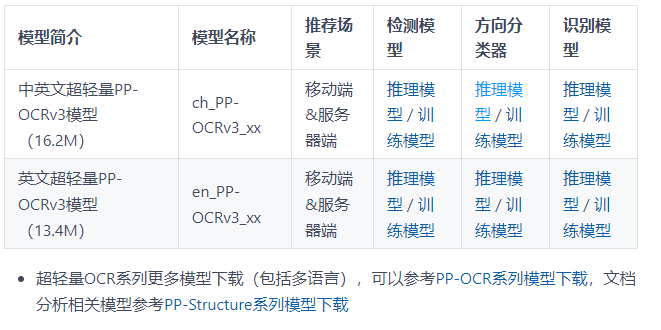 模型简介 模型名称 推荐场景 检测模型 方向分类器 识别模型
中英文超轻量PP-OCRv3模型（16.2M） ch_PP-OCRv3_xx 移动端&服务器端 推理模型 / 训练模型 推理模型 / 训练模型 推理模型 / 训练模型
英文超轻量PP-OCRv3模型（13.4M） en_PP-OCRv3_xx 移动端&服务器端 推理模型 / 训练模型 推理模型 / 训练模型 推理模型 / 训练模型
• 超轻量OCR系列更多模型下载（包括多语言），可以参考PP-OCR系列模型下载，文档
分析相关模型参考PP-Structure系列模型下载